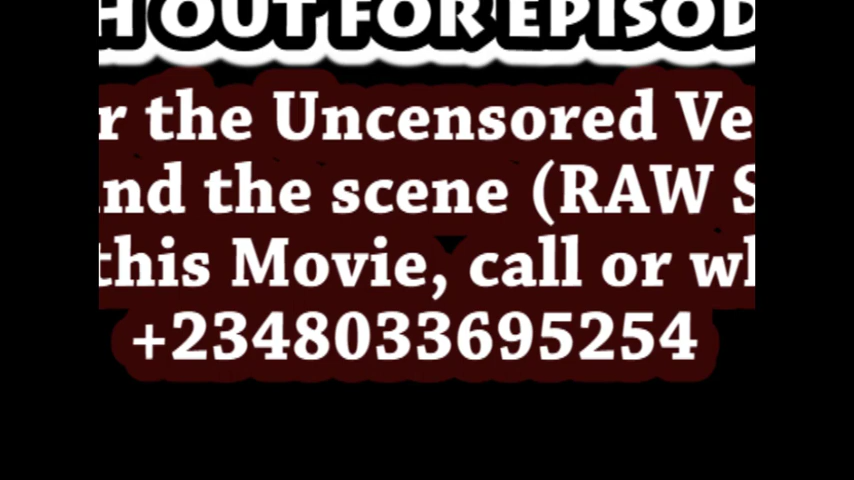 H OUT FOR EPISOD
r the Uncensored Ve
nd the scene (RAW S
this Movie, call or wh
+2348033695254